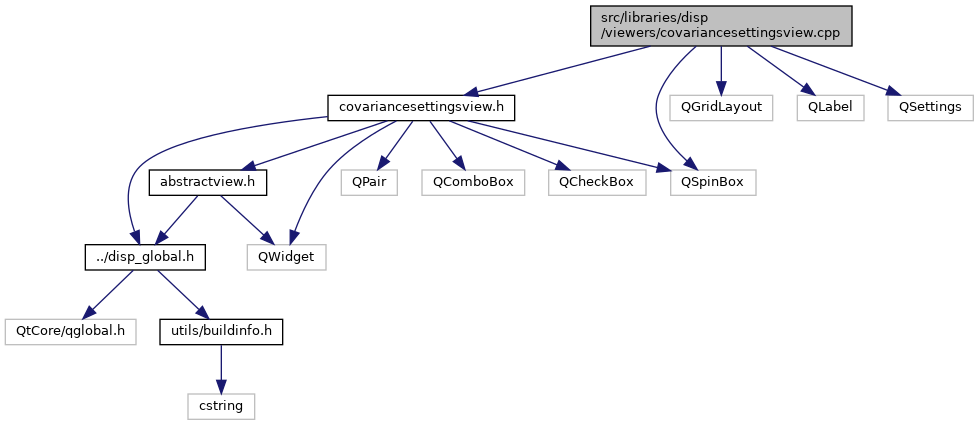 src/libraries/disp
/viewers/covariancesettingsview.cpp
covariancesettingsview.h
QGridLayout
QLabel
QSettings
abstractview.h
QPair
QComboBox
QCheckBox
QSpinBox
../disp_global.h
QWidget
QtCore/qglobal.h
utils/buildinfo.h
cstring